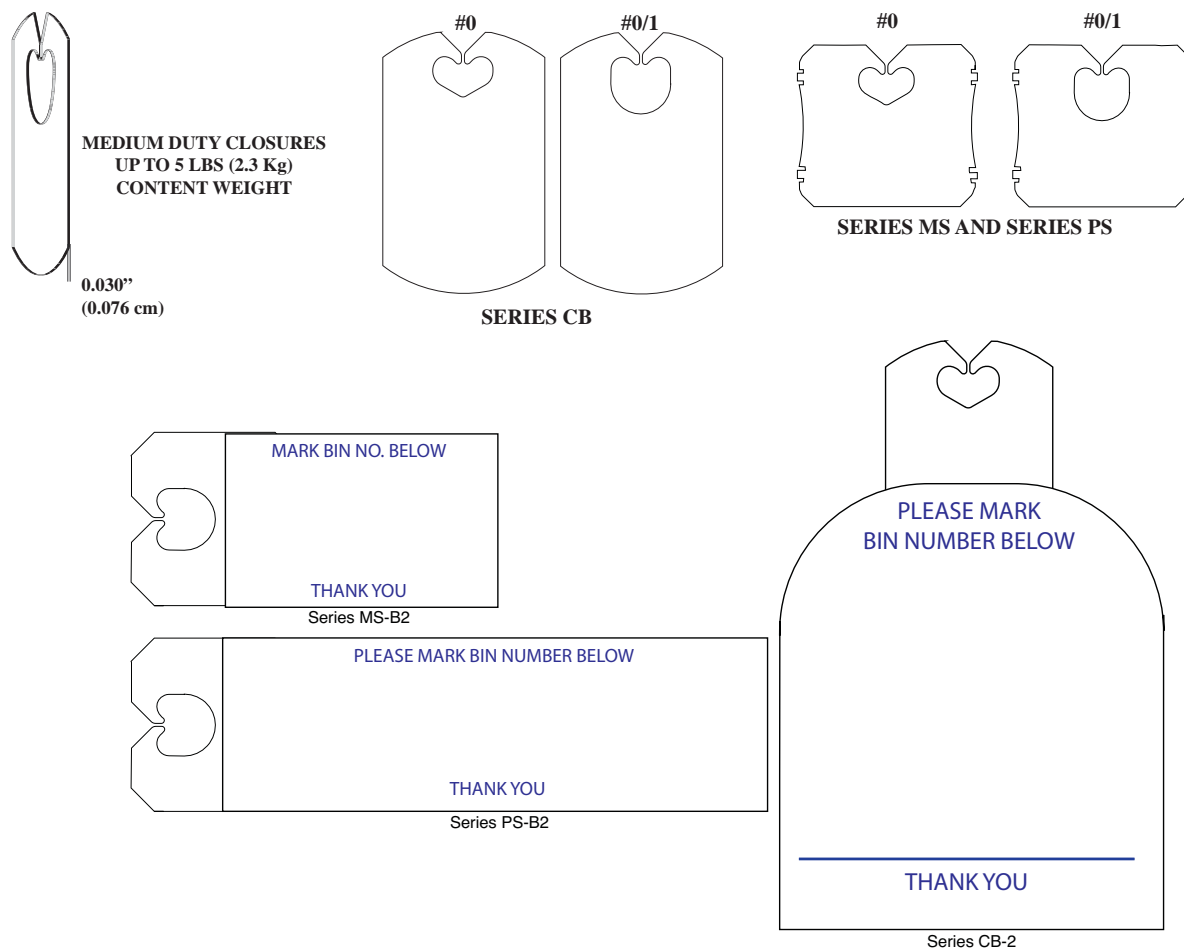 #0
#0/1
#0
#0/1
MEDIUM DUTY CLOSURES
UP TO 5 LBS (2.3 Kg)
CONTENT WEIGHT
SERIES MS AND SERIES PS
0.030”
(0.076 cm)
SERIES CB
MARK BIN NO. BELOW
THANK YOU
Series MS-B2
PLEASE MARK BIN NUMBER BELOW
THANK YOU
Series PS-B2
PLEASE MARK
BIN NUMBER BELOW
THANK YOU
Series CB-2